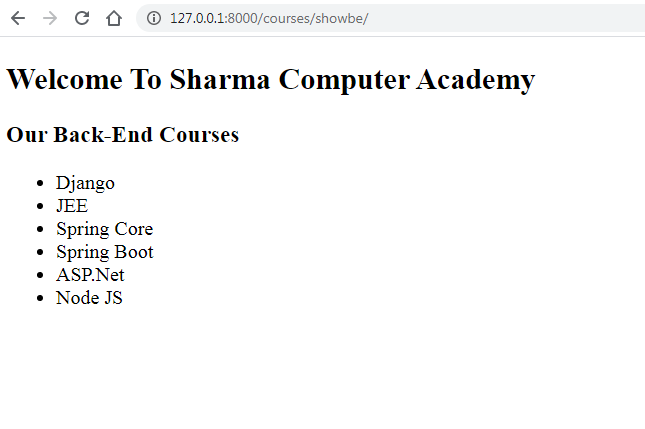 127.0.0.1:8000/courses/showbe/
Welcome To Sharma Computer Academy
Our Back-End Courses
Django
JEE
Spring Core
Spring Boot
ASP.Net
Node JS